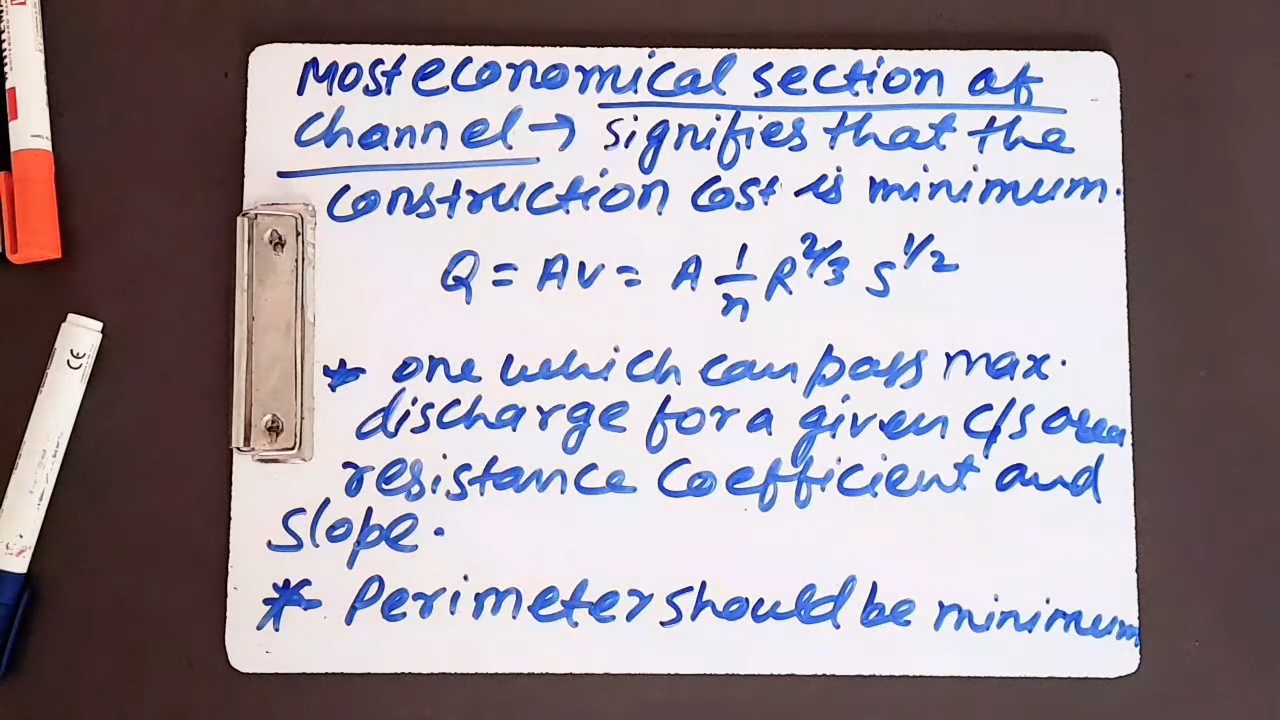 Most economical section of
channel → signifies that the
construction cost is minimum.
Q = AV = A 1/n R^2/3 S^1/2
* one which can pass max.
discharge for a given c/s area
resistance coefficient and
slope.
* Perimeter should be minimum
CE